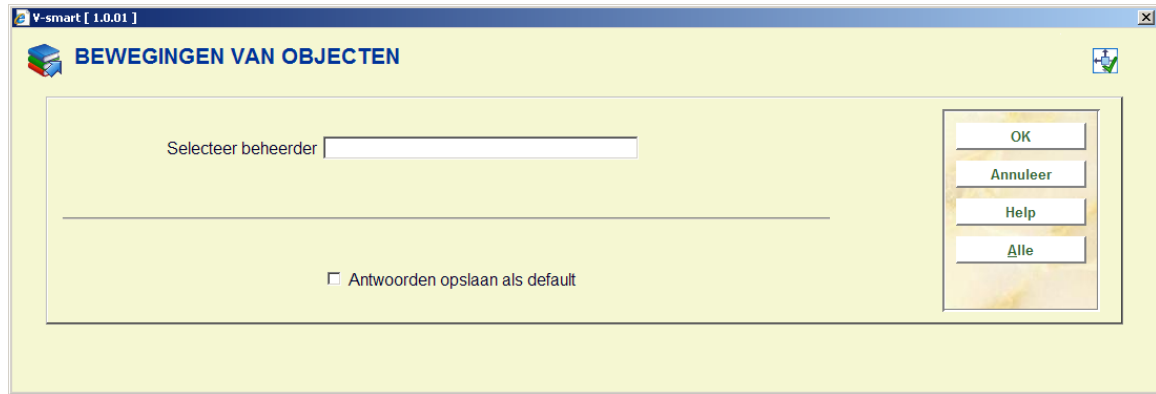 V-smart [ 1.0.01 ]
BEWEGINGEN VAN OBJECTEN
Selecteer beheerder
OK
Annuleer
Help
Alle
Antwoorden opslaan als default